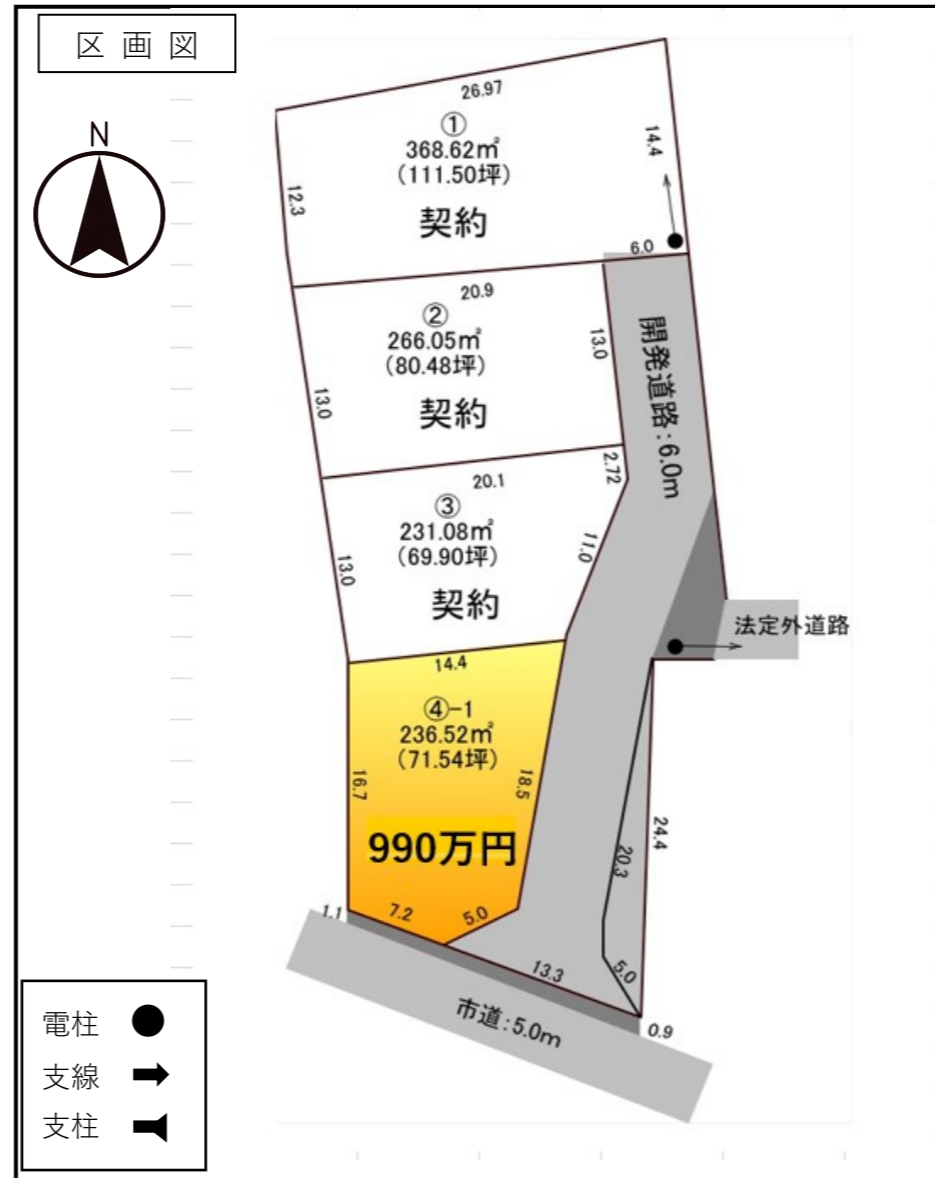 区画図
N
26.97
①
368.62㎡
(111.50坪)
契約
14.4
12.3
6.0
20.9
②
266.05㎡
(80.48坪)
契約
13.0
13.0
開発道路:6.0m
20.1
2.72
③
231.08㎡
(69.90坪)
契約
11.0
13.0
法定外道路
14.4
④-1
236.52㎡
(71.54坪)
16.7
18.5
990万円
24.4
20.3
1.1
7.2
5.0
13.3
5.0
0.9
市道:5.0m
電柱
支線
支柱